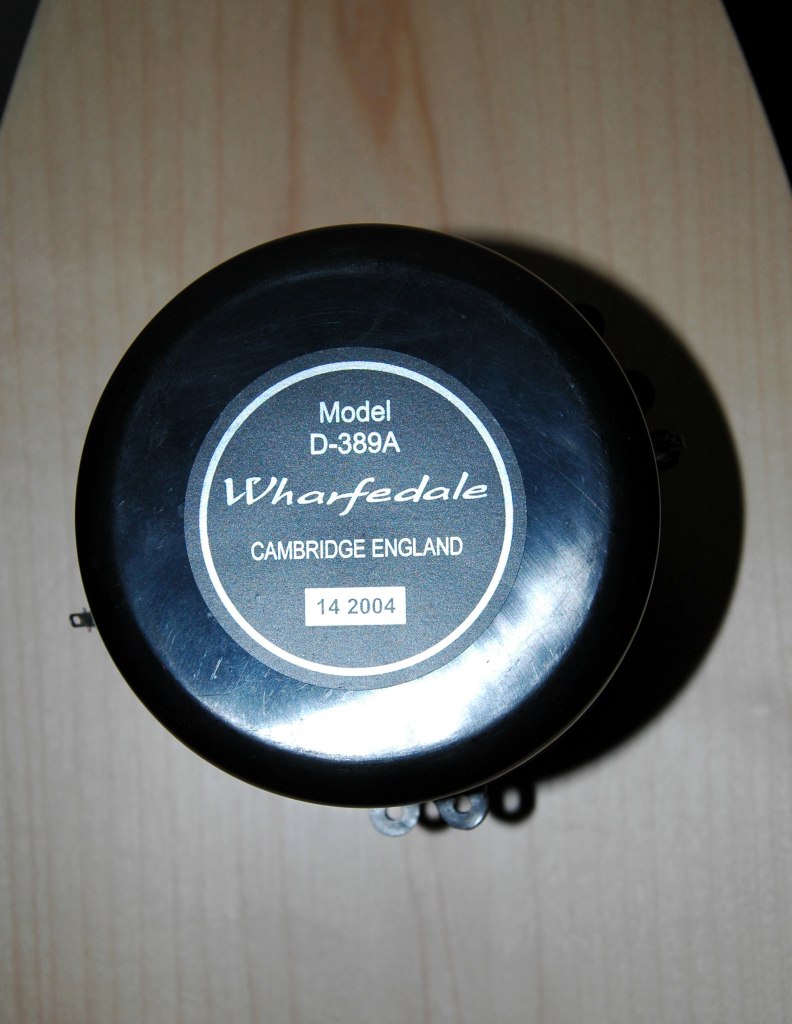 Model
D-389A
Wharfedale
CAMBRIDGE ENGLAND
14 2004